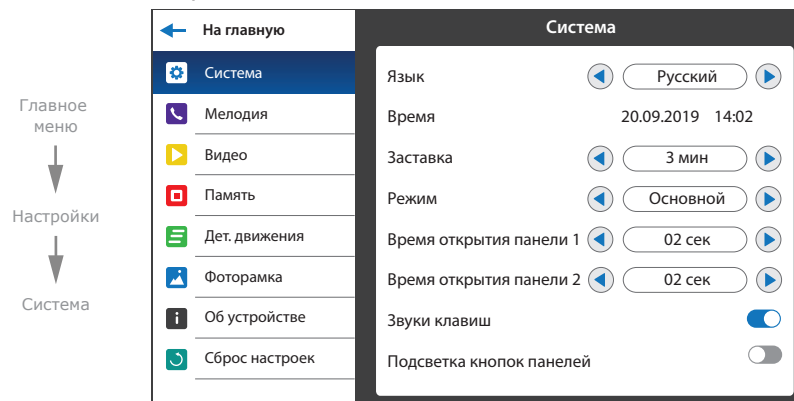 Главное
меню
Настройки
Система
На главную
Система
Мелодия
Видео
Память
Дет. движения
Фоторамка
Об устройстве
Сброс настроек
Система
Язык Русский
Время 20.09.2019 14:02
Заставка 3 мин
Режим Основной
Время открытия панели 1 02 сек
Время открытия панели 2 02 сек
Звуки клавиш
Подсветка кнопок панелей